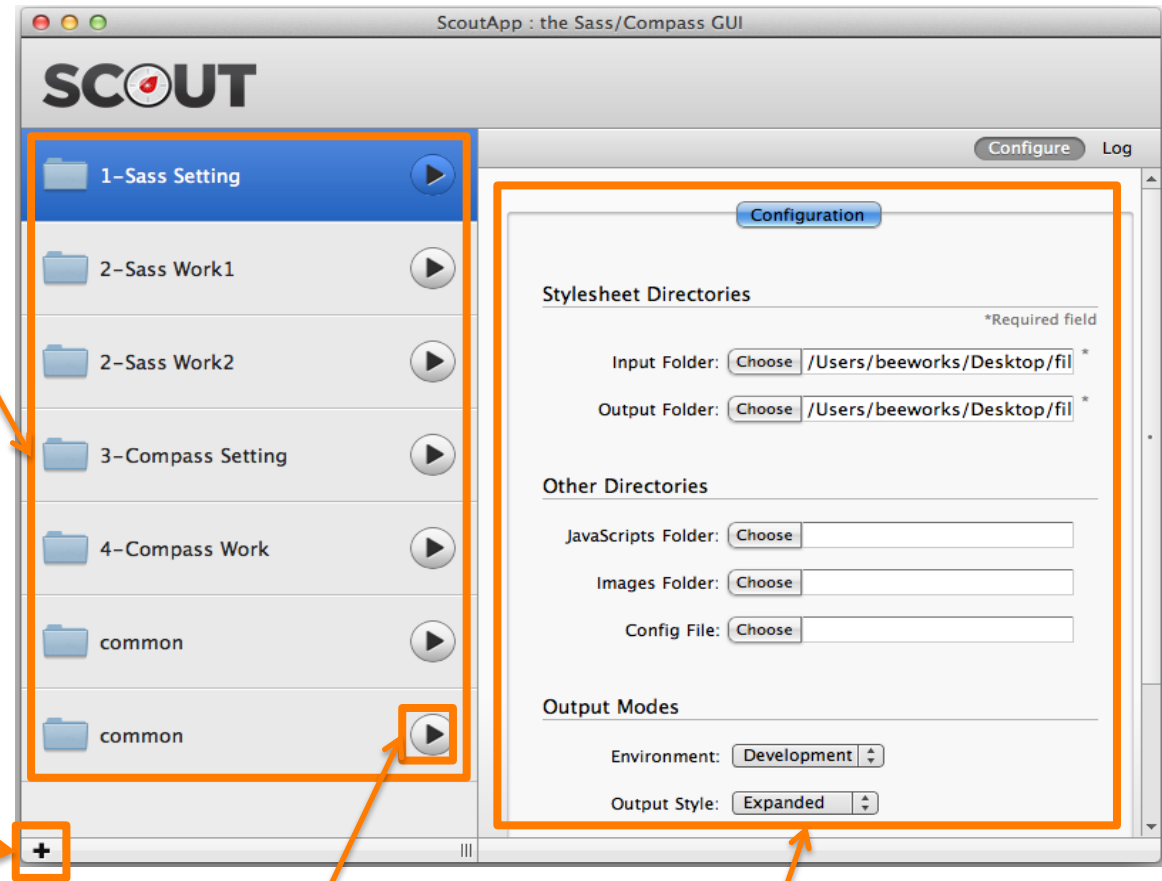 ScoutApp : the Sass/Compass GUI
SCOUT
Configure Log
1-Sass Setting
2-Sass Work1
2-Sass Work2
3-Compass Setting
4-Compass Work
common
common
Configuration
Stylesheet Directories
*Required field
Input Folder: Choose /Users/beeworks/Desktop/fil *
Output Folder: Choose /Users/beeworks/Desktop/fil *
Other Directories
JavaScripts Folder: Choose
Images Folder: Choose
Config File: Choose
Output Modes
Environment: Development
Output Style: Expanded